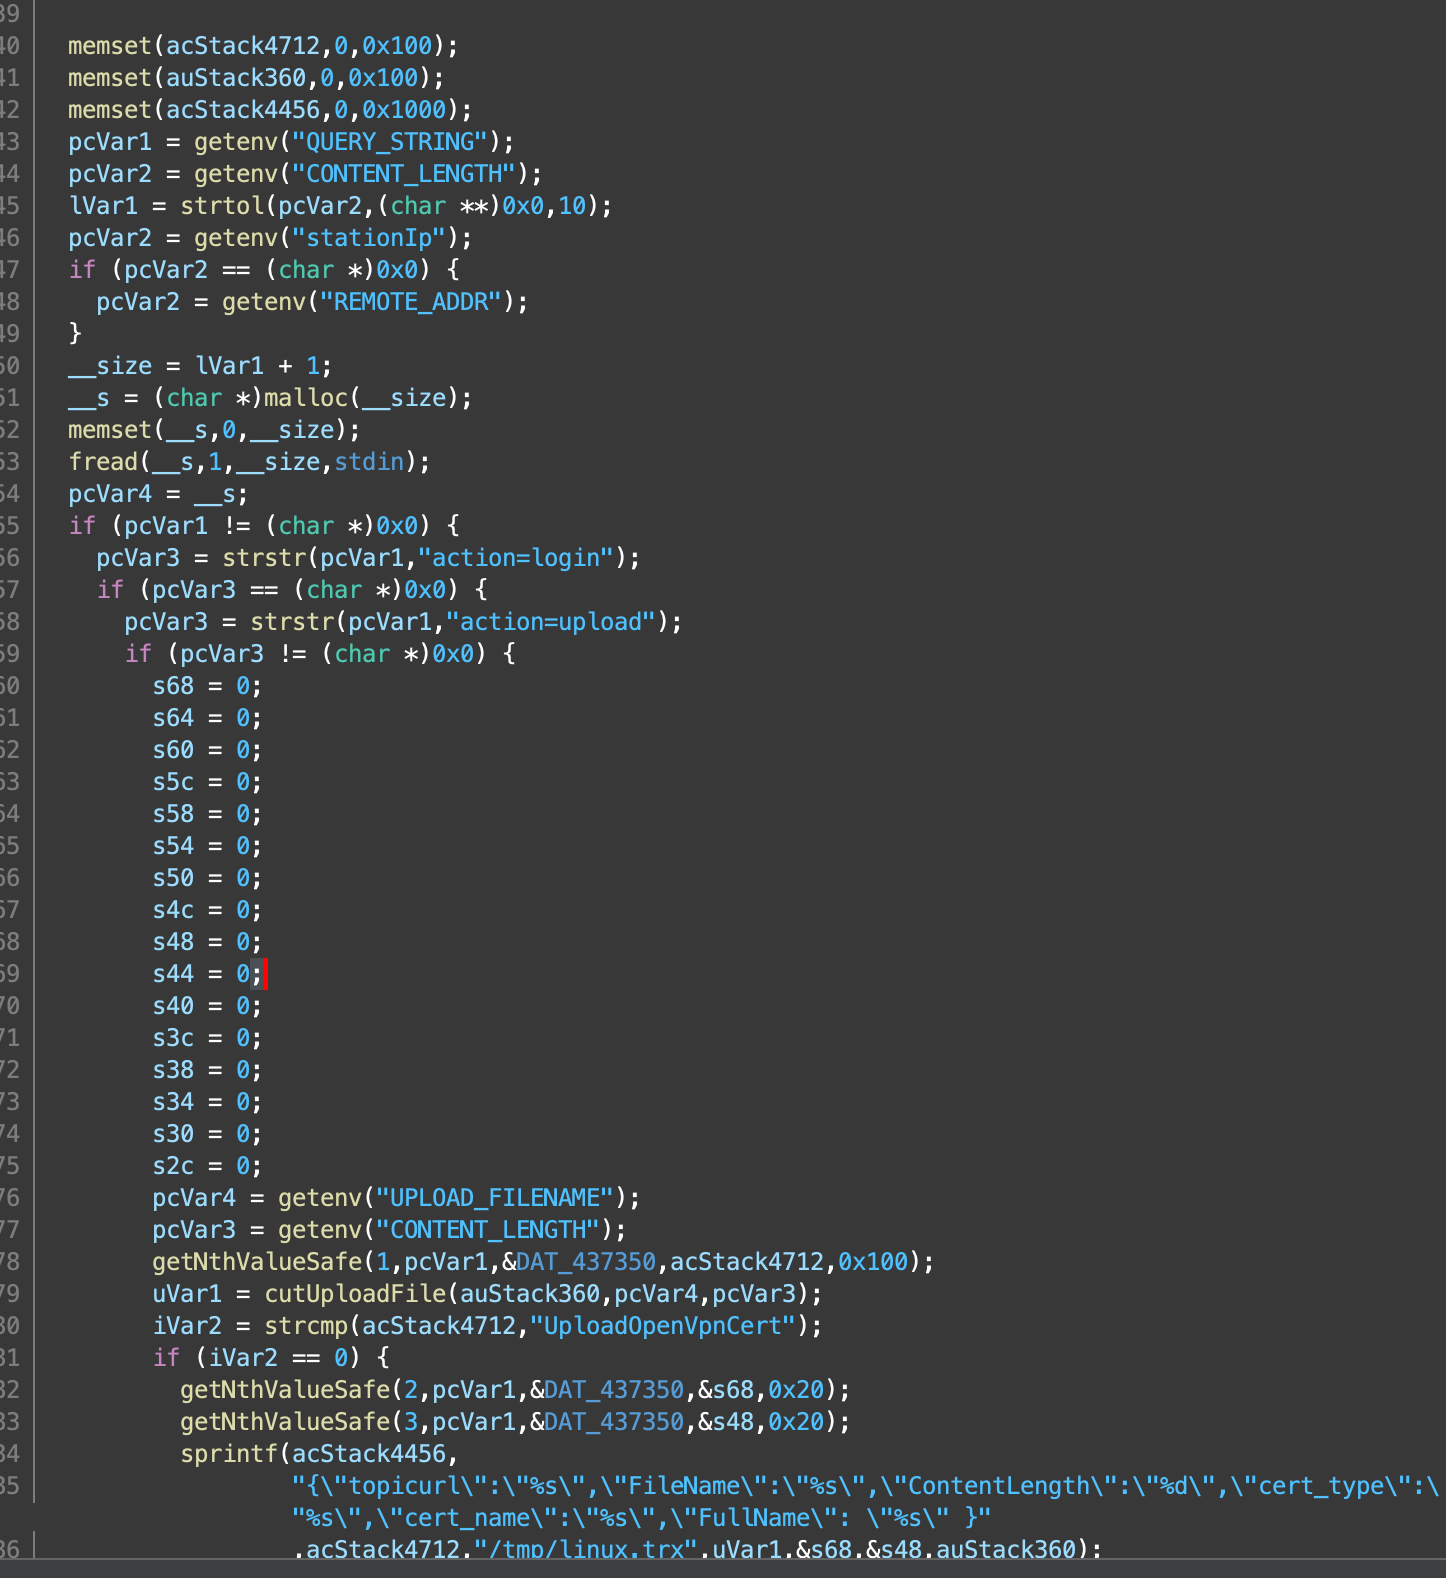 39
40 memset(acStack4712,0,0x100);
41 memset(auStack360,0,0x100);
42 memset(acStack4456,0,0x1000);
43 pcVar1 = getenv("QUERY_STRING");
44 pcVar2 = getenv("CONTENT_LENGTH");
45 lVar1 = strtol(pcVar2,(char **)0x0,10);
46 pcVar2 = getenv("stationIp");
47 if (pcVar2 == (char *)0x0) {
48 pcVar2 = getenv("REMOTE_ADDR");
49 }
50 __size = lVar1 + 1;
51 __s = (char *)malloc(__size);
52 memset(__s,0,__size);
53 fread(__s,1,__size,stdin);
54 pcVar4 = __s;
55 if (pcVar1 != (char *)0x0) {
56 pcVar3 = strstr(pcVar1,"action=login");
57 if (pcVar3 == (char *)0x0) {
58 pcVar3 = strstr(pcVar1,"action=upload");
59 if (pcVar3 != (char *)0x0) {
60 s68 = 0;
61 s64 = 0;
62 s60 = 0;
63 s5c = 0;
64 s58 = 0;
65 s54 = 0;
66 s50 = 0;
67 s4c = 0;
68 s48 = 0;
69 s44 = 0;
70 s40 = 0;
71 s3c = 0;
72 s38 = 0;
73 s34 = 0;
74 s30 = 0;
75 s2c = 0;
76 pcVar4 = getenv("UPLOAD_FILENAME");
77 pcVar3 = getenv("CONTENT_LENGTH");
78 getNthValueSafe(1,pcVar1,&DAT_437350,acStack4712,0x100);
79 uVar1 = cutUploadFile(auStack360,pcVar4,pcVar3);
80 iVar2 = strcmp(acStack4712,"UploadOpenVpnCert");
81 if (iVar2 == 0) {
82 getNthValueSafe(2,pcVar1,&DAT_437350,&s68,0x20);
83 getNthValueSafe(3,pcVar1,&DAT_437350,&s48,0x20);
84 sprintf(acStack4456,
85 "{\"topicurl\":\"%s\",\"FileName\":\"%s\",\"ContentLength\":\"%d\",\"cert_type\":\
"%s\",\"cert_name\":\"%s\",\"FullName\": \"%s\" }"
86 ,acStack4712,"/tmp/linux.trx",uVar1,&s68,&s48,auStack360);